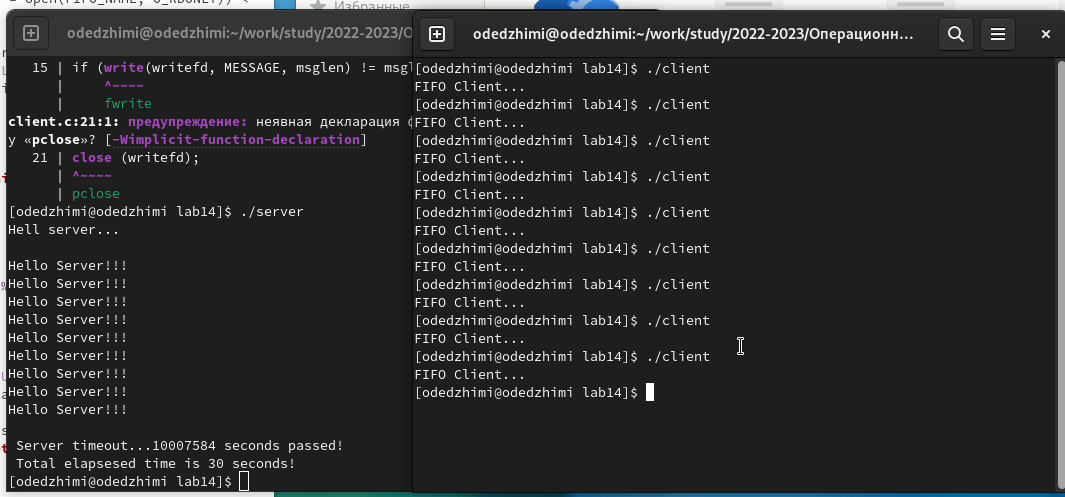 = open(FIFO_NAME, O_RDONLY)) <
Избранные
odedzhimi@odedzhimi:~/work/study/2022-2023/О
15 | if (write(writefd, MESSAGE, msglen) != msgl
| ^~~~~
| fwrite
client.c:21:1: предупреждение: неявная декларация ф
у «pclose»? [-Wimplicit-function-declaration]
21 | close (writefd);
| ^~~~~
| pclose
[odedzhimi@odedzhimi lab14]$ ./server
Hell server...
Hello Server!!!
Hello Server!!!
Hello Server!!!
Hello Server!!!
Hello Server!!!
Hello Server!!!
Hello Server!!!
Hello Server!!!
Hello Server!!!
Server timeout...10007584 seconds passed!
Total elapsesed time is 30 seconds!
[odedzhimi@odedzhimi lab14]$
odedzhimi@odedzhimi:~/work/study/2022-2023/Операционн...
[odedzhimi@odedzhimi lab14]$ ./client
FIFO Client...
[odedzhimi@odedzhimi lab14]$ ./client
FIFO Client...
[odedzhimi@odedzhimi lab14]$ ./client
FIFO Client...
[odedzhimi@odedzhimi lab14]$ ./client
FIFO Client...
[odedzhimi@odedzhimi lab14]$ ./client
FIFO Client...
[odedzhimi@odedzhimi lab14]$ ./client
FIFO Client...
[odedzhimi@odedzhimi lab14]$ ./client
FIFO Client...
[odedzhimi@odedzhimi lab14]$ ./client
FIFO Client...
[odedzhimi@odedzhimi lab14]$ ./client
FIFO Client...
[odedzhimi@odedzhimi lab14]$